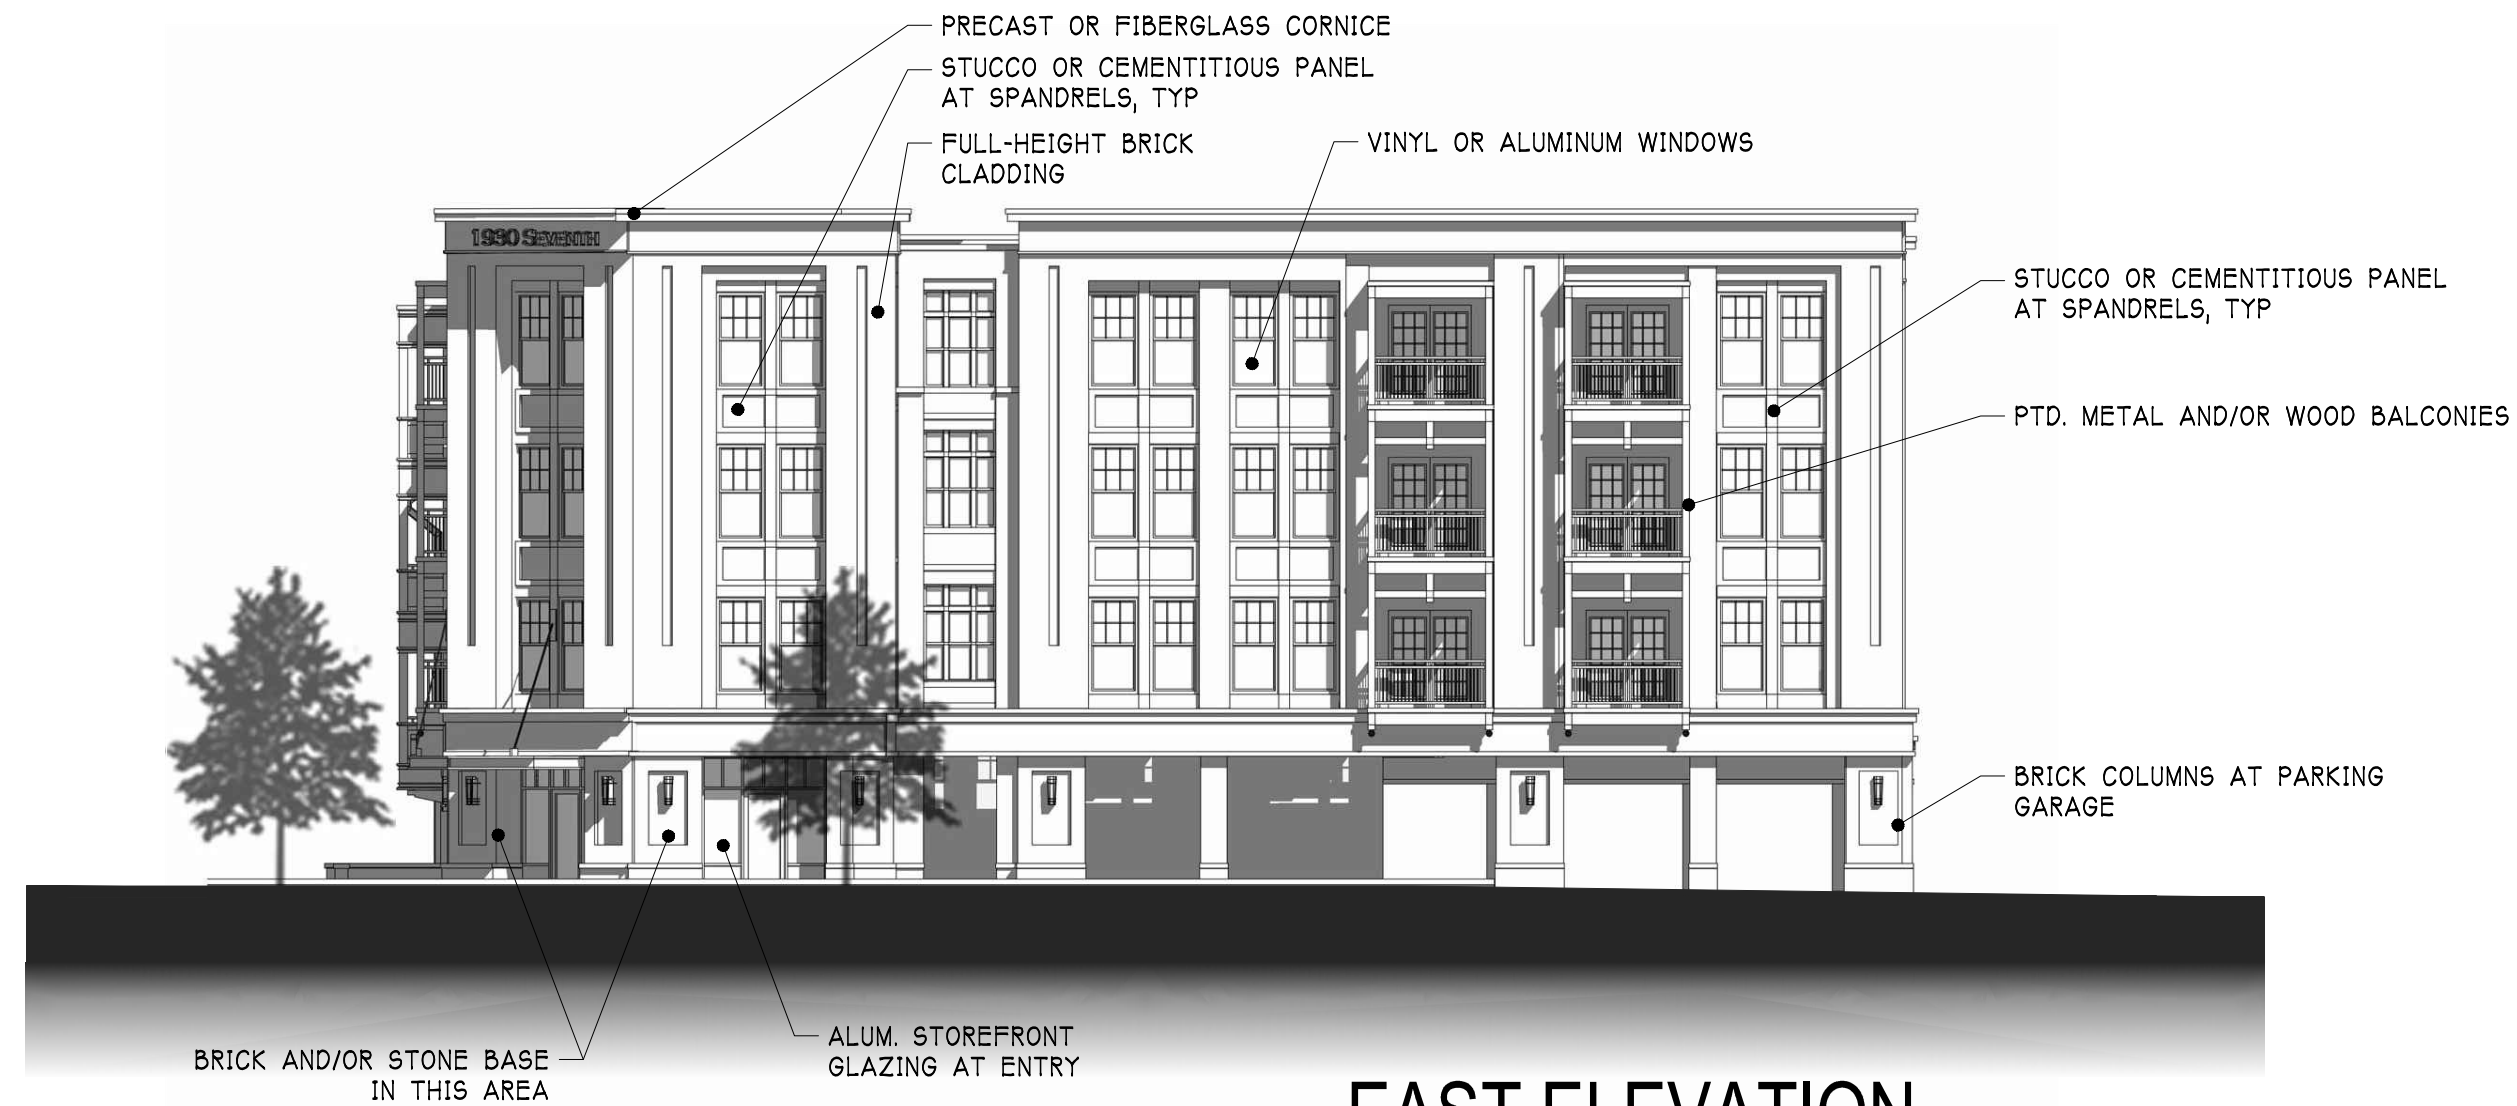 PRECAST OR FIBERGLASS CORNICE
STUCCO OR CEMENTITIOUS PANEL
AT SPANDRELS, TYP
FULL-HEIGHT BRICK
CLADDING
VINYL OR ALUMINUM WINDOWS
1930 SEVENTH
STUCCO OR CEMENTITIOUS PANEL
AT SPANDRELS, TYP
PTD. METAL AND/OR WOOD BALCONIES
BRICK COLUMNS AT PARKING
GARAGE
ALUM. STOREFRONT
GLAZING AT ENTRY
BRICK AND/OR STONE BASE
IN THIS AREA
EAST ELEVATION